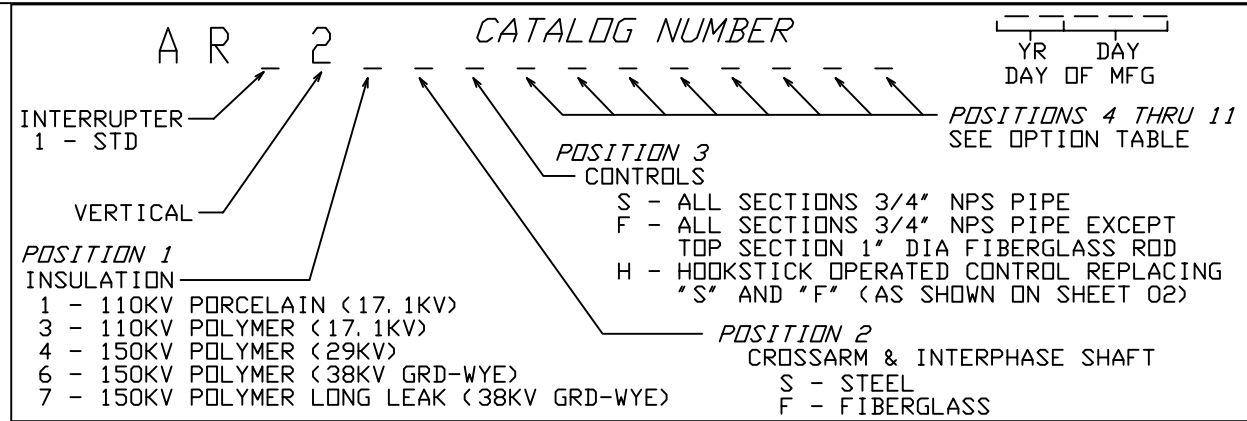 CATALOG NUMBER
A R _ 2 _ _ _ _ _ _ _ _ _ _ _
YR DAY
DAY OF MFG
INTERRUPTER
1 - STD
VERTICAL
POSITION 1
INSULATION
1 - 110KV PORCELAIN (17.1KV)
3 - 110KV POLYMER (17.1KV)
4 - 150KV POLYMER (29KV)
6 - 150KV POLYMER (38KV GRD-WYE)
7 - 150KV POLYMER LONG LEAK (38KV GRD-WYE)
POSITION 2
CROSSARM & INTERPHASE SHAFT
S - STEEL
F - FIBERGLASS
POSITION 3
CONTROLS
S - ALL SECTIONS 3/4" NPS PIPE
F - ALL SECTIONS 3/4" NPS PIPE EXCEPT
TOP SECTION 1" DIA FIBERGLASS ROD
H - HOOKSTICK OPERATED CONTROL REPLACING
"S" AND "F" (AS SHOWN ON SHEET 02)
POSITIONS 4 THRU 11
SEE OPTION TABLE